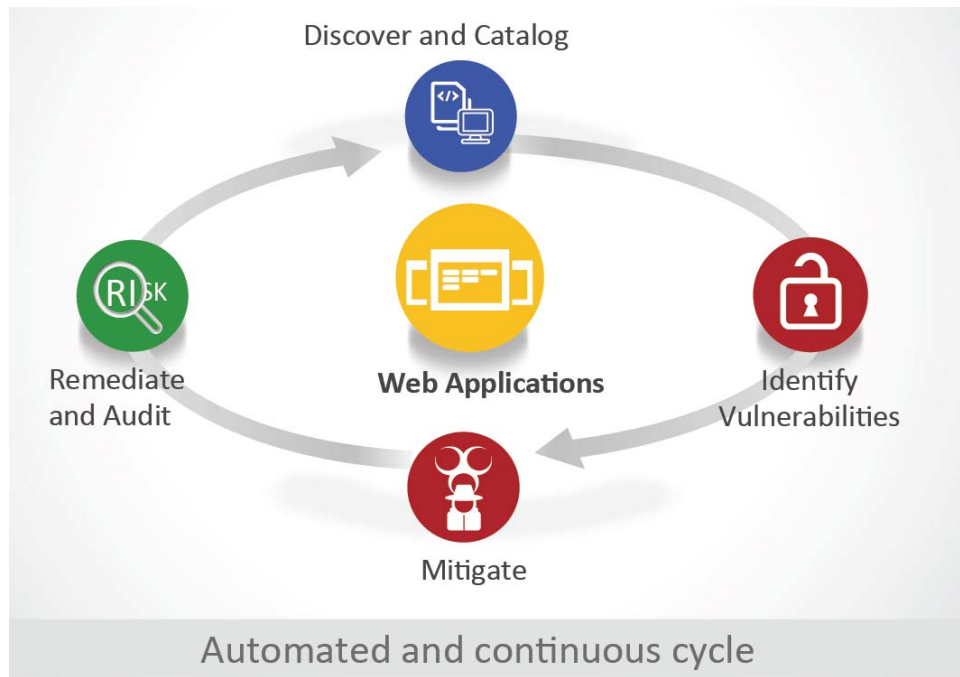 Discover and Catalog
</>
RISK
Web Applications
Remediate
and Audit
Identify
Vulnerabilities
Mitigate
Automated and continuous cycle